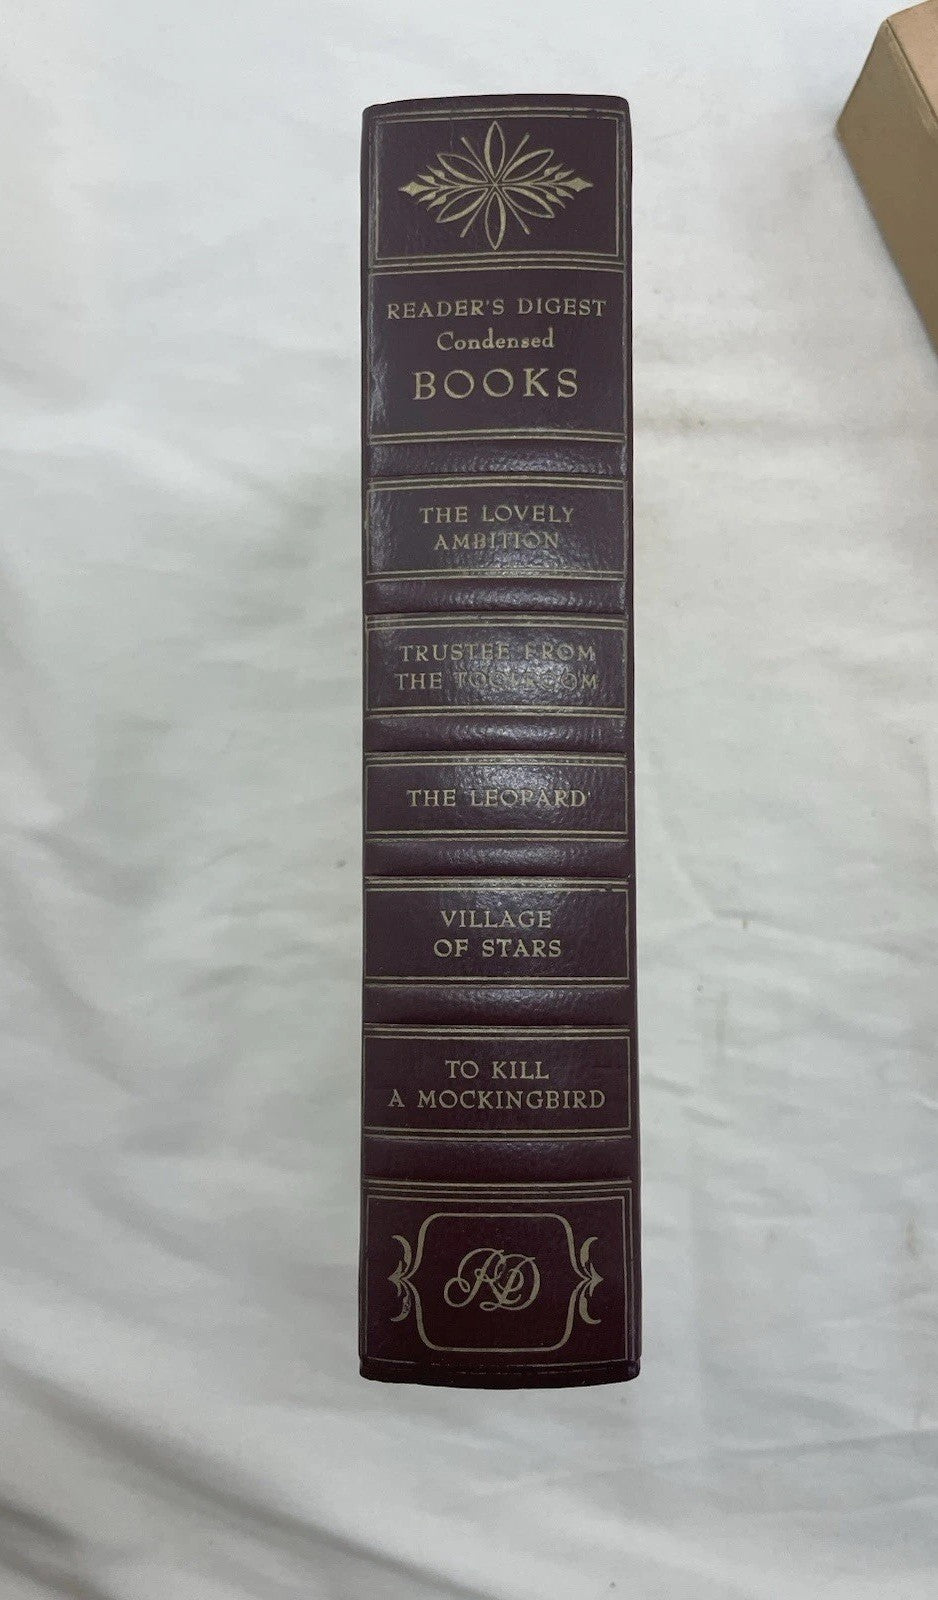 READER'S DIGEST
Condensed
BOOKS
THE LOVELY
AMBITION
TRUSTEE FROM
THE TOOLROOM
THE LEOPARD
VILLAGE
OF STARS
TO KILL
A MOCKINGBIRD
RD